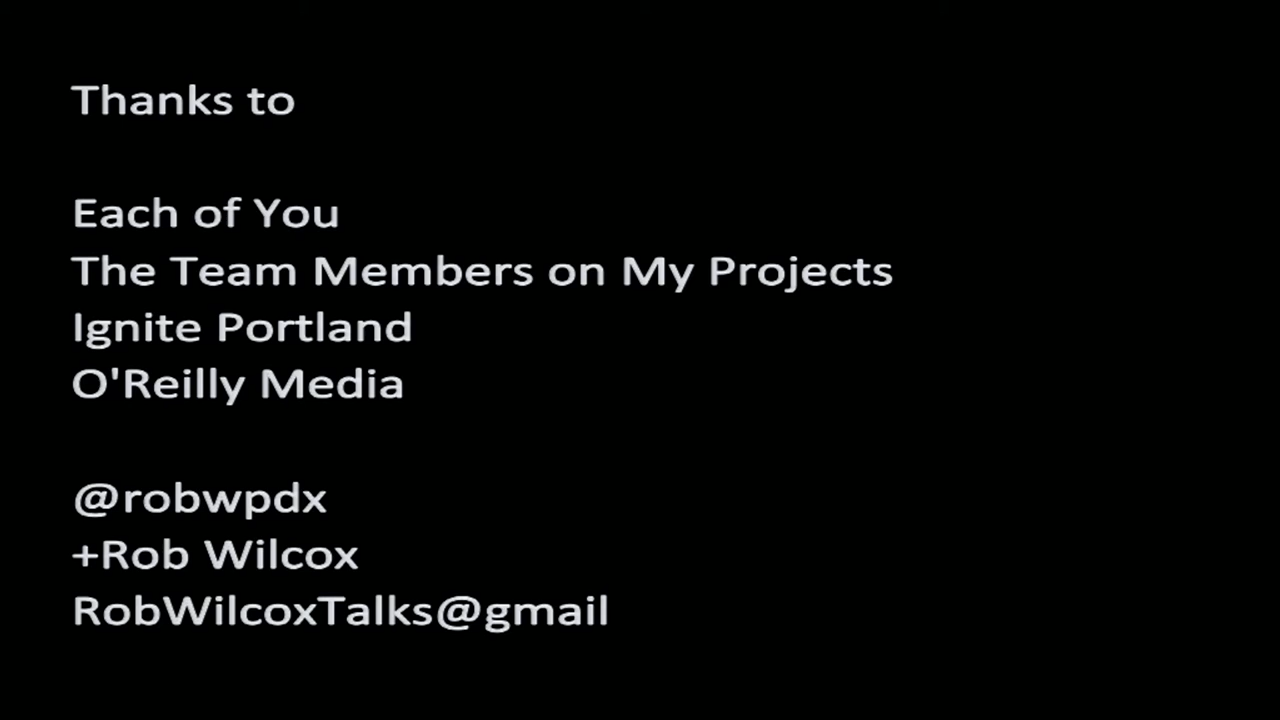 Thanks to
Each of You
The Team Members on My Projects
Ignite Portland
O'Reilly Media
@robwpdx
+Rob Wilcox
RobWilcoxTalks@gmail